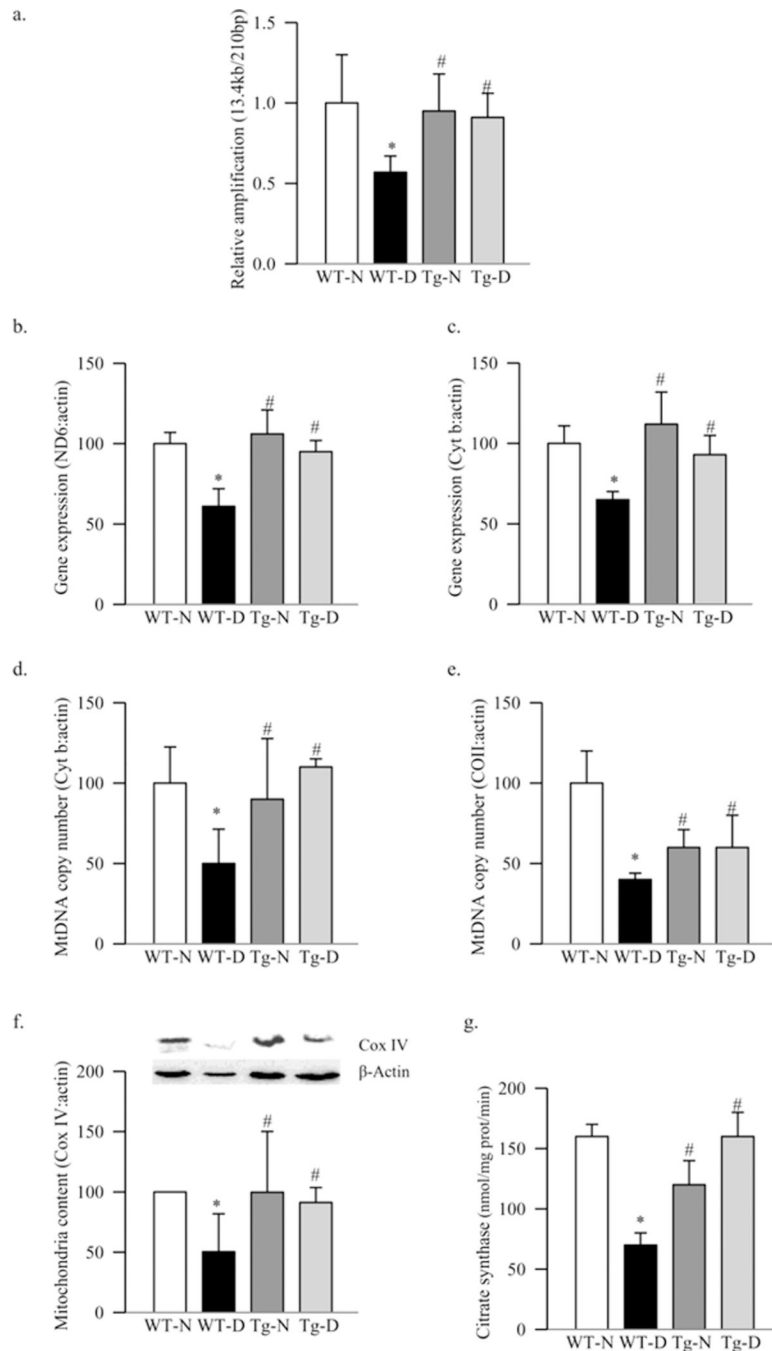 a.
Relative amplification (13.4kb/210bp)
1.5
1.0
0.5
0.0
*
#
#
WT-N WT-D Tg-N Tg-D
b.
Gene expression (ND6:actin)
150
100
50
0
*
#
#
WT-N WT-D Tg-N Tg-D
c.
Gene expression (Cyt b:actin)
150
100
50
0
*
#
#
WT-N WT-D Tg-N Tg-D
d.
MtDNA copy number (Cyt b:actin)
150
100
50
0
*
#
#
WT-N WT-D Tg-N Tg-D
e.
MtDNA copy number (COII:actin)
150
100
50
0
*
#
#
WT-N WT-D Tg-N Tg-D
f.
Cox IV
β-Actin
Mitochondria content (Cox IV:actin)
200
150
100
50
0
*
#
#
WT-N WT-D Tg-N Tg-D
g.
Citrate synthase (nmol/mg prot/min)
200
150
100
50
0
*
#
#
WT-N WT-D Tg-N Tg-D